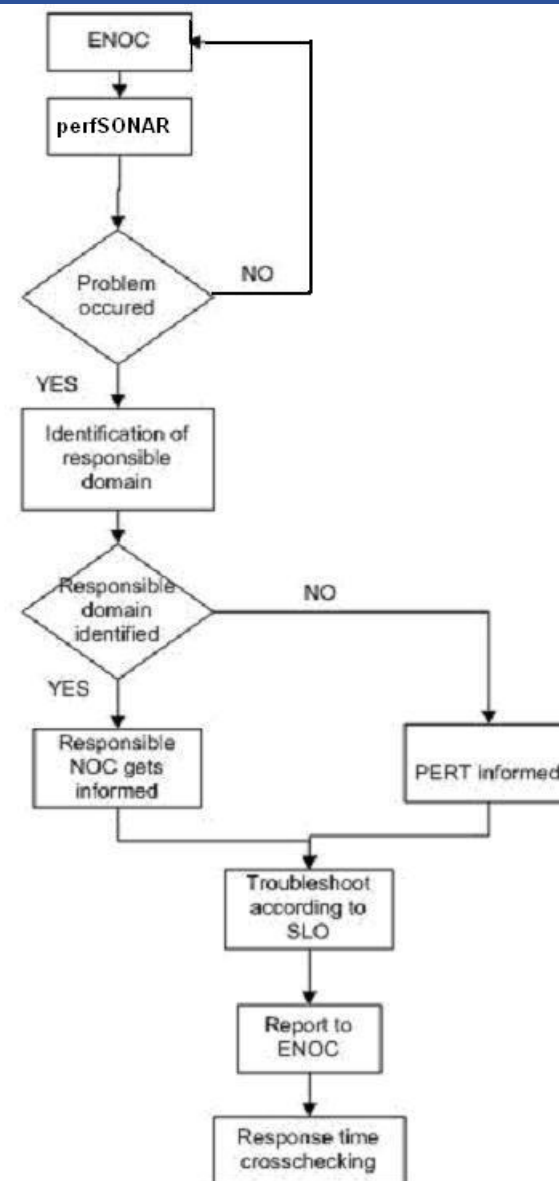 ENOC
perfSONAR
Problem
occured
NO
YES
Identification of
responsible
domain
Responsible
domain
identified
NO
YES
Responsible
NOC gets
informed
PERT informed
Troubleshoot
according to
SLO
Report to
ENOC
Response time
crosschecking